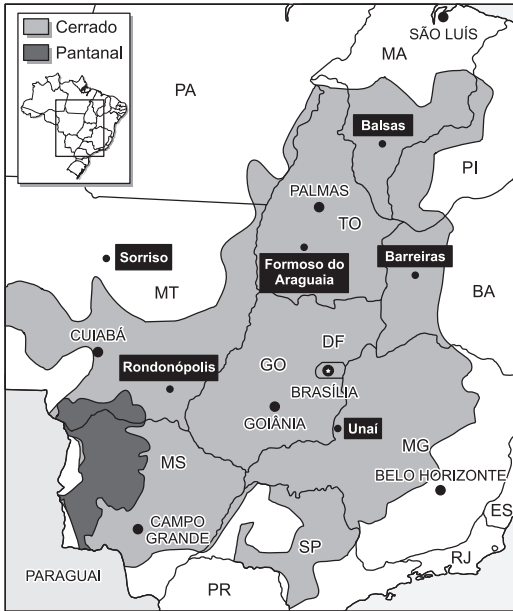 Cerrado
Pantanal
SÃO LUÍS
MA
PA
Balsas
PI
PALMAS
TO
Sorriso
Formoso do
Araguaia
Barreiras
MT
BA
CUIABÁ
DF
Rondonópolis
GO
BRASÍLIA
GOIÂNIA
Unaí
MG
MS
BELO HORIZONTE
ES
CAMPO
GRANDE
SP
RJ
PARAGUAI
PR